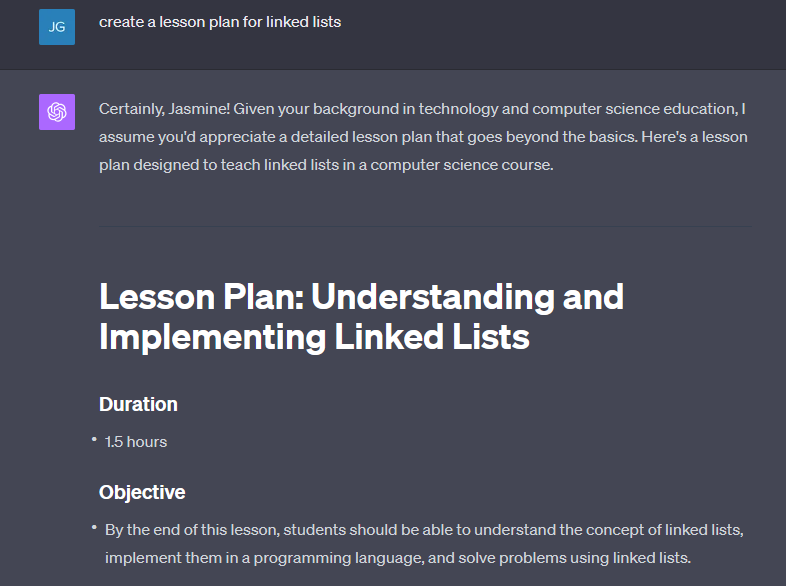 JG
create a lesson plan for linked lists
Certainly, Jasmine! Given your background in technology and computer science education, I
assume you'd appreciate a detailed lesson plan that goes beyond the basics. Here's a lesson
plan designed to teach linked lists in a computer science course.
Lesson Plan: Understanding and
Implementing Linked Lists
Duration
• 1.5 hours
Objective
• By the end of this lesson, students should be able to understand the concept of linked lists,
implement them in a programming language, and solve problems using linked lists.